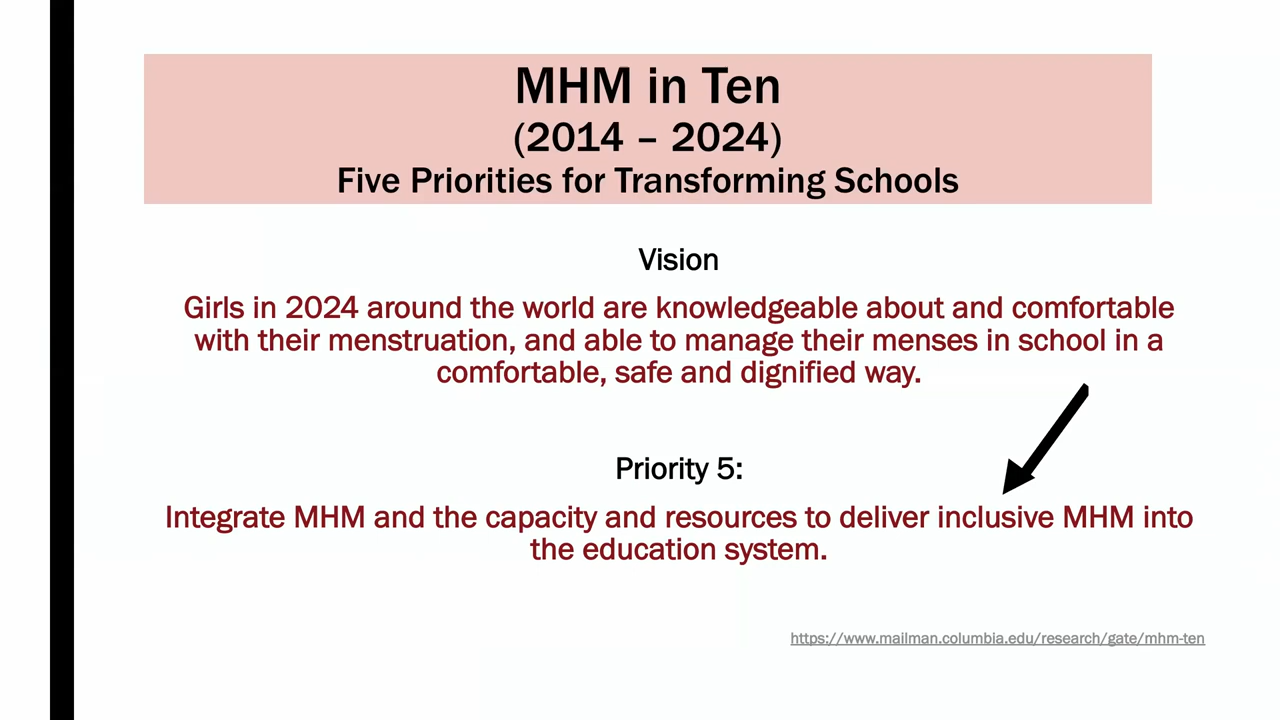 MHM in Ten
(2014 – 2024)
Five Priorities for Transforming Schools
Vision
Girls in 2024 around the world are knowledgeable about and comfortable
with their menstruation, and able to manage their menses in school in a
comfortable, safe and dignified way.
Priority 5:
Integrate MHM and the capacity and resources to deliver inclusive MHM into
the education system.
https://www.mailman.columbia.edu/research/gate/mhm-ten